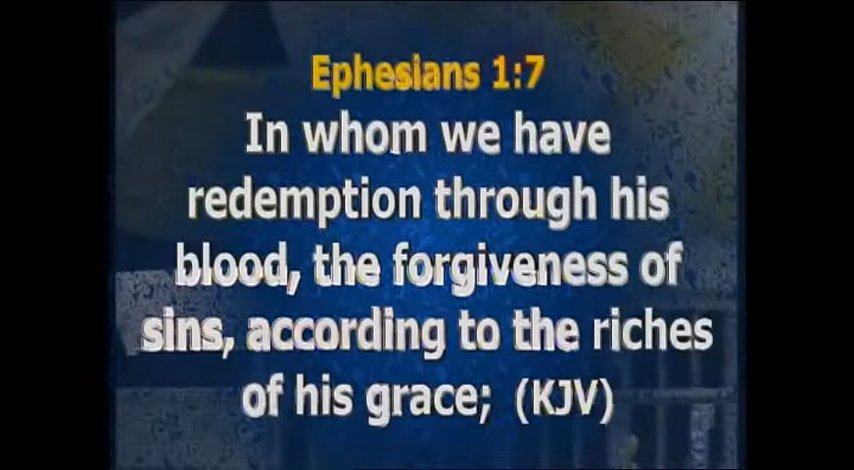 Ephesians 1:7
In whom we have
redemption through his
blood, the forgiveness of
sins, according to the riches
of his grace; (KJV)